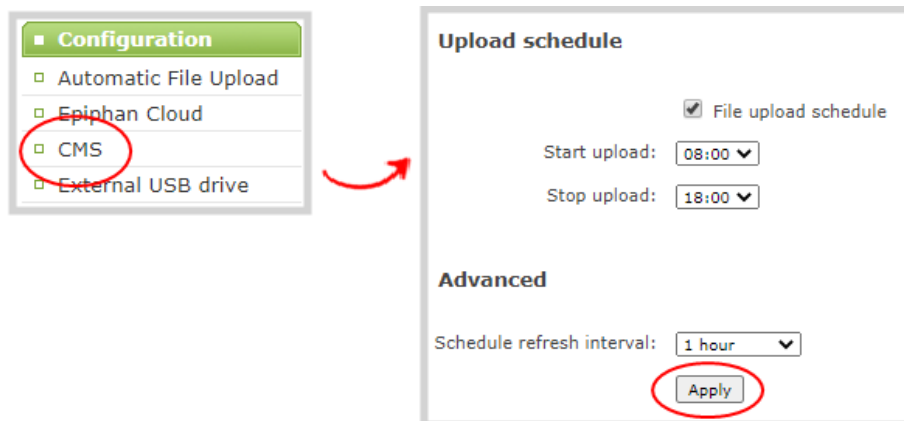 Configuration
Automatic File Upload
Epiphan Cloud
CMS
External USB drive
Upload schedule
File upload schedule
Start upload: 08:00
Stop upload: 18:00
Advanced
Schedule refresh interval: 1 hour
Apply